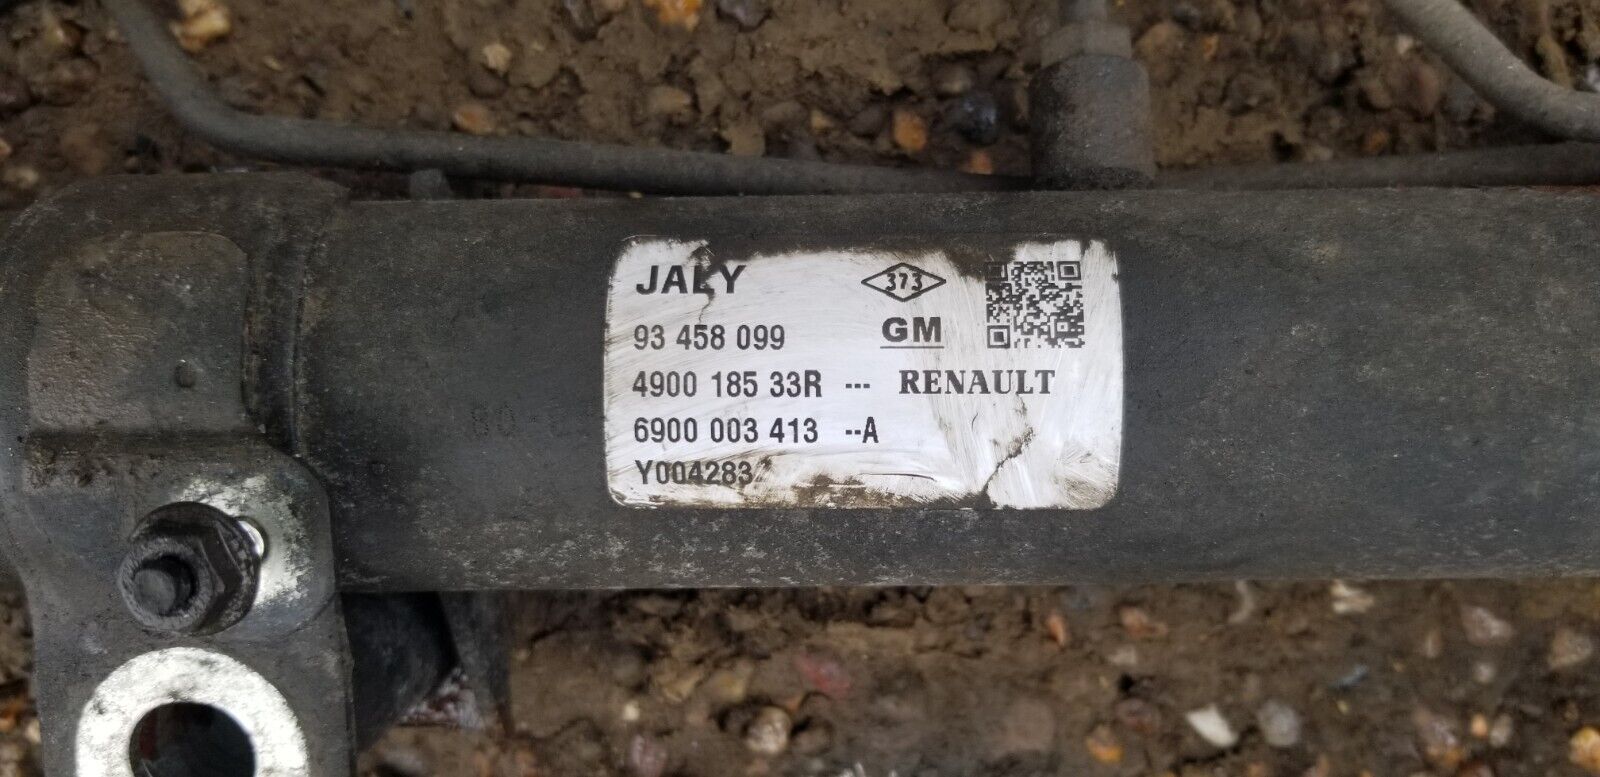 JALY 373
93 458 099 GM
4900 185 33R --- RENAULT
6900 003 413 --A
Y004283